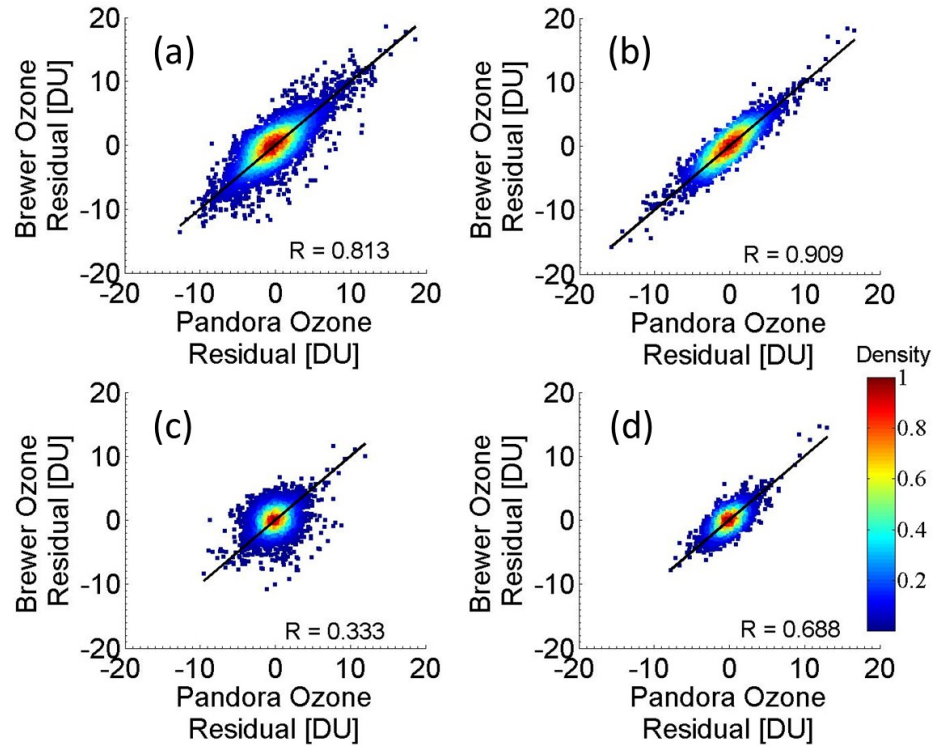 (a)
20
10
0
-10
-20
Brewer Ozone
Residual [DU]
R = 0.813
-20 -10 0 10 20
Pandora Ozone
Residual [DU]
(b)
20
10
0
-10
-20
Brewer Ozone
Residual [DU]
R = 0.909
-20 -10 0 10 20
Pandora Ozone
Residual [DU]
(c)
20
10
0
-10
-20
Brewer Ozone
Residual [DU]
R = 0.333
-20 -10 0 10 20
Pandora Ozone
Residual [DU]
(d)
20
10
0
-10
-20
Brewer Ozone
Residual [DU]
R = 0.688
-20 -10 0 10 20
Pandora Ozone
Residual [DU]
Density
1
0.8
0.6
0.4
0.2